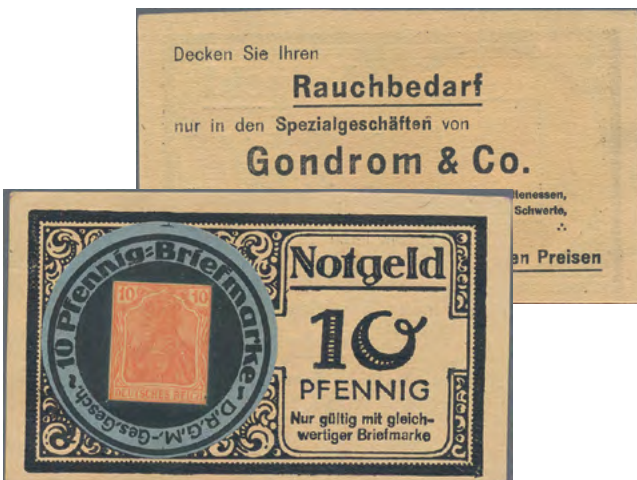 Decken Sie Ihren
Rauchbedarf
nur in den Spezialgeschäften von
Gondrom & Co.
Schwerte,
Preisen
10 Pfennig=Briefmarke
D.R.G.M.-Ges.Gesch.
10 10
DEUTSCHES REICH
Notgeld
10
PFENNIG
Nur gültig mit gleich-
wertiger Briefmarke